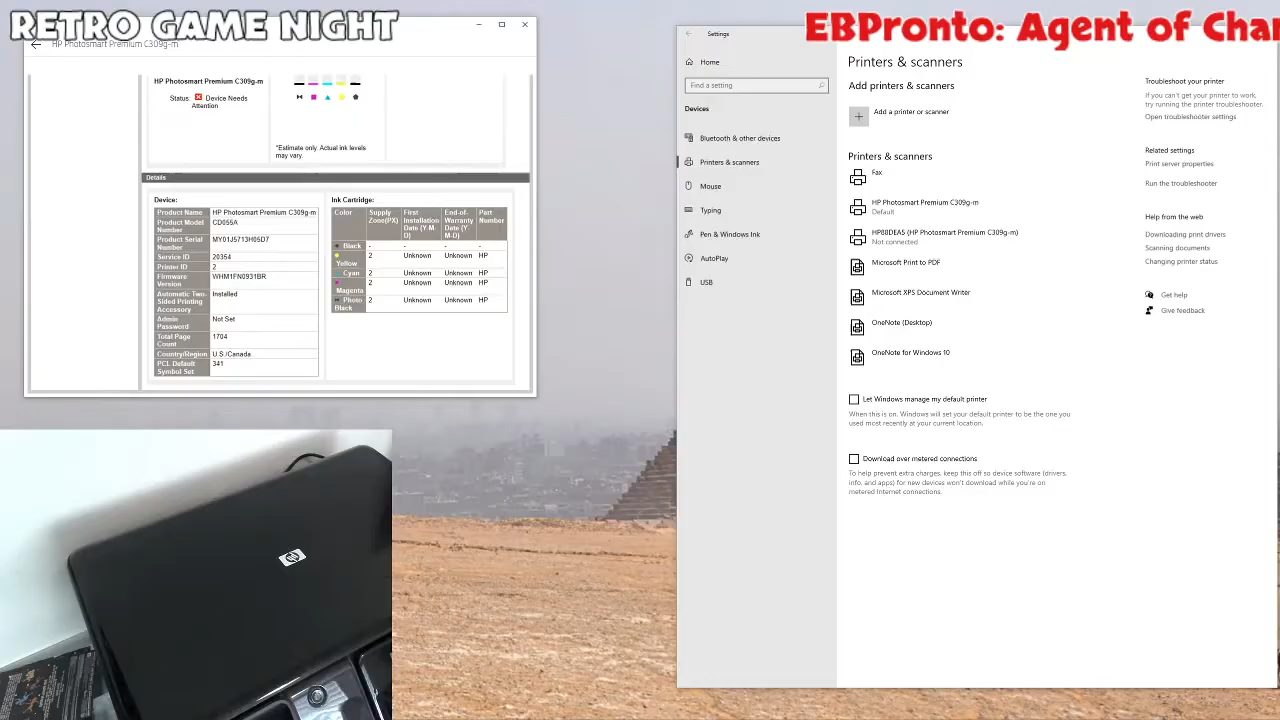 RETRO GAME NIGHT
EBPronto: Agent of Chan
HP Photosmart Premium C309g-m
HP Photosmart Premium C309g-m
Status: Device Needs
Attention
*Estimate only. Actual ink levels
may vary.
Details
Device:
Product Name HP Photosmart Premium C309g-m
Product Model
Number CD055A
Product Serial
Number MY01J5713H05D7
Service ID 20354
Printer ID 2
Firmware
Version WHM1FN0931BR
Automatic Two-
Sided Printing
Accessory Installed
Admin
Password Not Set
Total Page
Count 1704
Country/Region U.S./Canada
PCL Default
Symbol Set 341
Ink Cartridge:
Color Supply
Zone(PX) First
Installation
Date (Y-M-
D) End-of-
Warranty
Date (Y-
M-D) Part
Number
Black - - - -
Yellow 2 Unknown Unknown HP
Cyan 2 Unknown Unknown HP
Magenta 2 Unknown Unknown HP
Photo
Black 2 Unknown Unknown HP
hp
Settings
Home
Find a setting
Devices
Bluetooth & other devices
Printers & scanners
Mouse
Typing
Pen & Windows Ink
AutoPlay
USB
Printers & scanners
Add printers & scanners
Add a printer or scanner
Printers & scanners
Fax
HP Photosmart Premium C309g-m
Default
HP88DEA5 (HP Photosmart Premium C309g-m)
Not connected
Microsoft Print to PDF
Microsoft XPS Document Writer
OneNote (Desktop)
OneNote for Windows 10
Let Windows manage my default printer
When this is on, Windows will set your default printer to be the one you
used most recently at your current location.
Download over metered connections
To help prevent extra charges, keep this off so device software (drivers,
info, and apps) for new devices won't download while you're on
metered Internet connections.
Troubleshoot your printer
If you can't get your printer to work,
try running the printer troubleshooter.
Open troubleshooter settings
Related settings
Print server properties
Run the troubleshooter
Help from the web
Downloading print drivers
Scanning documents
Changing printer status
Get help
Give feedback